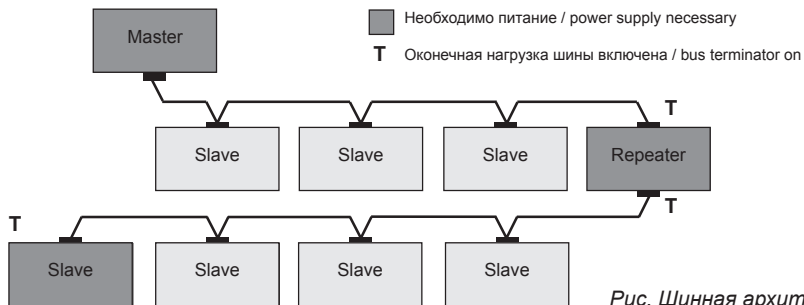 Необходимо питание / power supply necessary
Master
T Оконечная нагрузка шины включена / bus terminator on
T
Slave Slave Slave Repeater
T
T
Slave Slave Slave Slave
Рис. Шинная